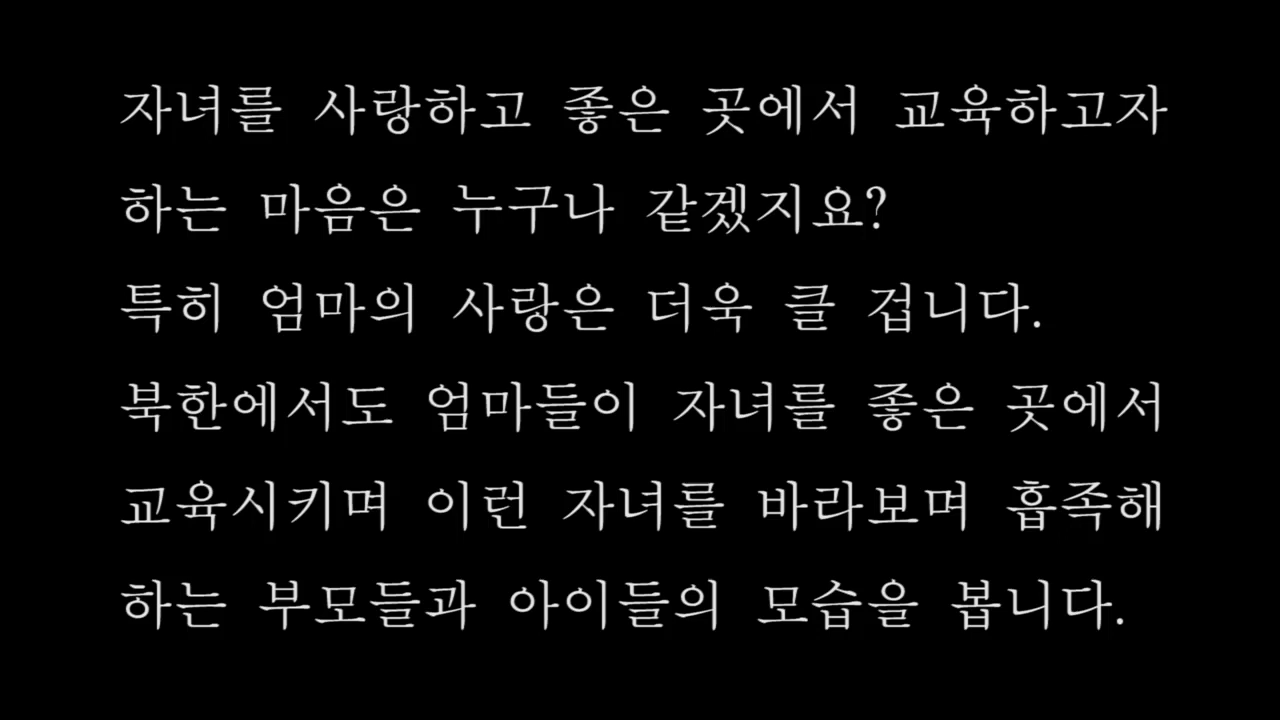 자녀를 사랑하고 좋은 곳에서 교육하고자
하는 마음은 누구나 같겠지요?
특히 엄마의 사랑은 더욱 클 겁니다.
북한에서도 엄마들이 자녀를 좋은 곳에서
교육시키며 이런 자녀를 바라보며 흡족해
하는 부모들과 아이들의 모습을 봅니다.